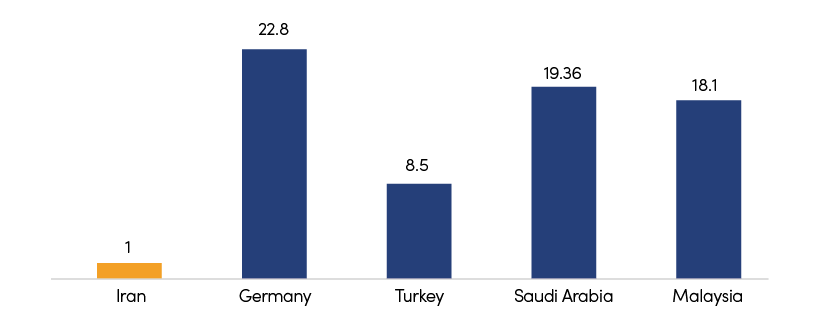 22.8
19.36
18.1
8.5
1
Iran
Germany
Turkey
Saudi Arabia
Malaysia